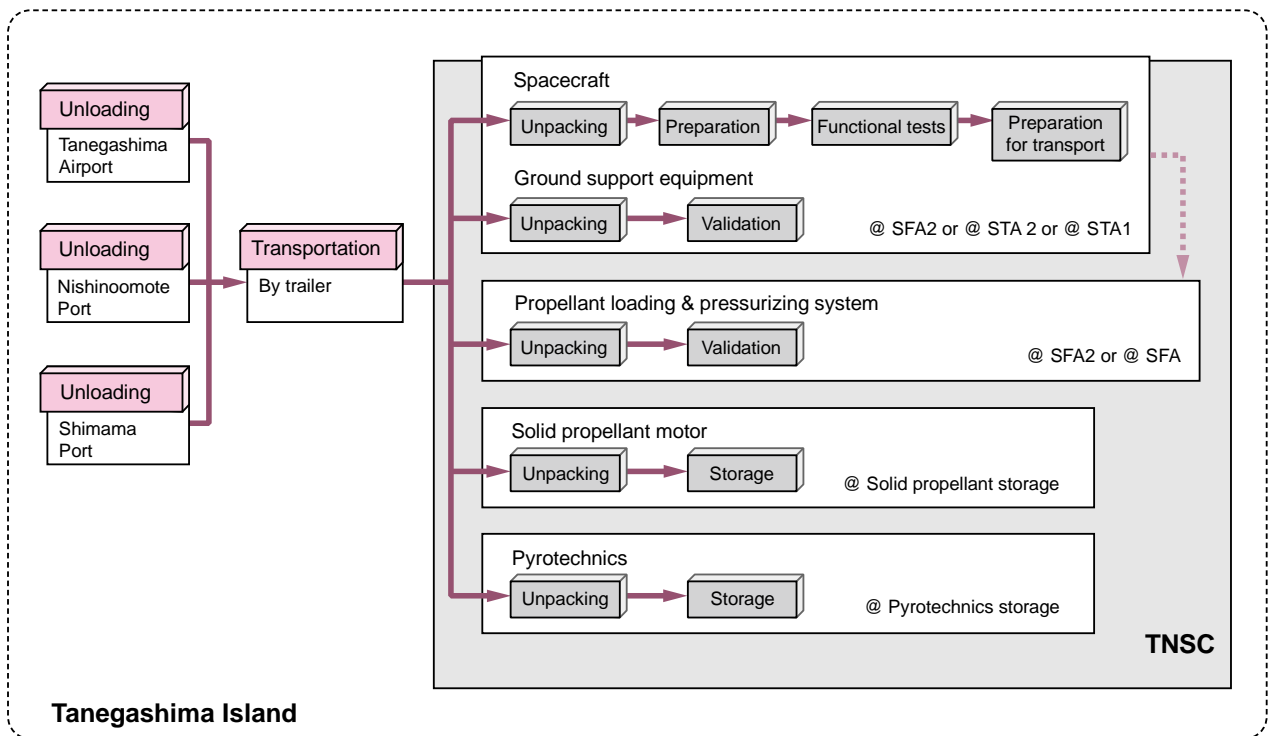 Unloading
Tanegashima
Airport
Unloading
Nishinoomote
Port
Unloading
Shimama
Port
Transportation
By trailer
Spacecraft
Unpacking
Preparation
Functional tests
Preparation
for transport
Ground support equipment
Unpacking
Validation
@ SFA2 or @ STA 2 or @ STA1
Propellant loading & pressurizing system
Unpacking
Validation
@ SFA2 or @ SFA
Solid propellant motor
Unpacking
Storage
@ Solid propellant storage
Pyrotechnics
Unpacking
Storage
@ Pyrotechnics storage
TNSC
Tanegashima Island